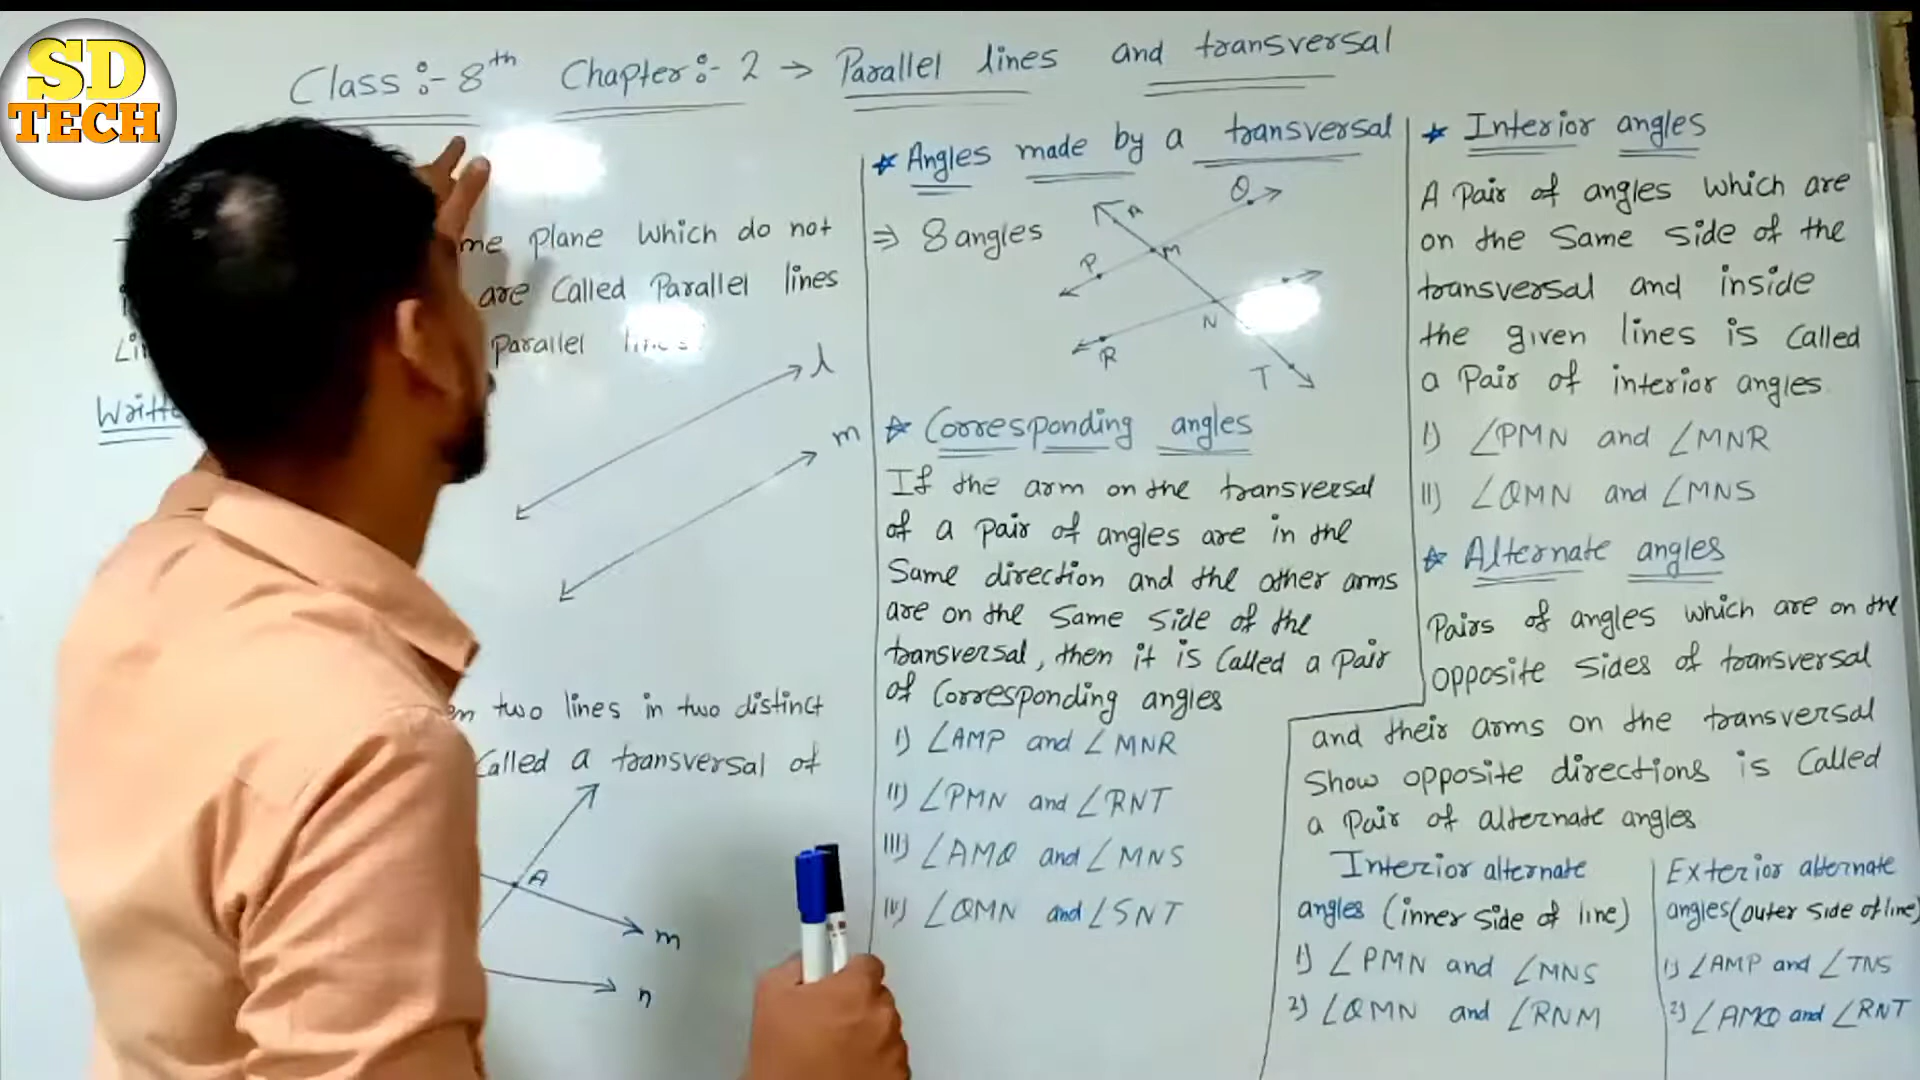 SD
TECH
Class :- 8th Chapter :- 2 → Parallel lines and transversal
plane which do not
are called Parallel lines
Parallel
l
m
two lines in two distinct
called a transversal of
A
m
n
★ Angles made by a transversal
⇒ 8 angles
A
Q
P
M
N
R
T
☆ Corresponding angles
If the arm on the transversal
of a pair of angles are in the
Same direction and the other arms
are on the Same side of the
transversal, then it is called a pair
of Corresponding angles
I) ∠AMP and ∠MNR
II) ∠PMN and ∠RNT
III) ∠AMQ and ∠MNS
IV) ∠QMN and ∠SNT
★ Interior angles
A Pair of angles which are
on the Same side of the
transversal and inside
the given lines is called
a Pair of interior angles.
I) ∠PMN and ∠MNR
II) ∠QMN and ∠MNS
☆ Alternate angles
Pairs of angles which are on the
opposite sides of transversal
and their arms on the transversal
Show opposite directions is called
a Pair of alternate angles
Interior alternate
angles (inner side of line)
1) ∠PMN and ∠MNS
2) ∠QMN and ∠RNM
Exterior alternate
angles (outer side of line)
1) ∠AMP and ∠TNS
2) ∠AMQ and ∠RNT